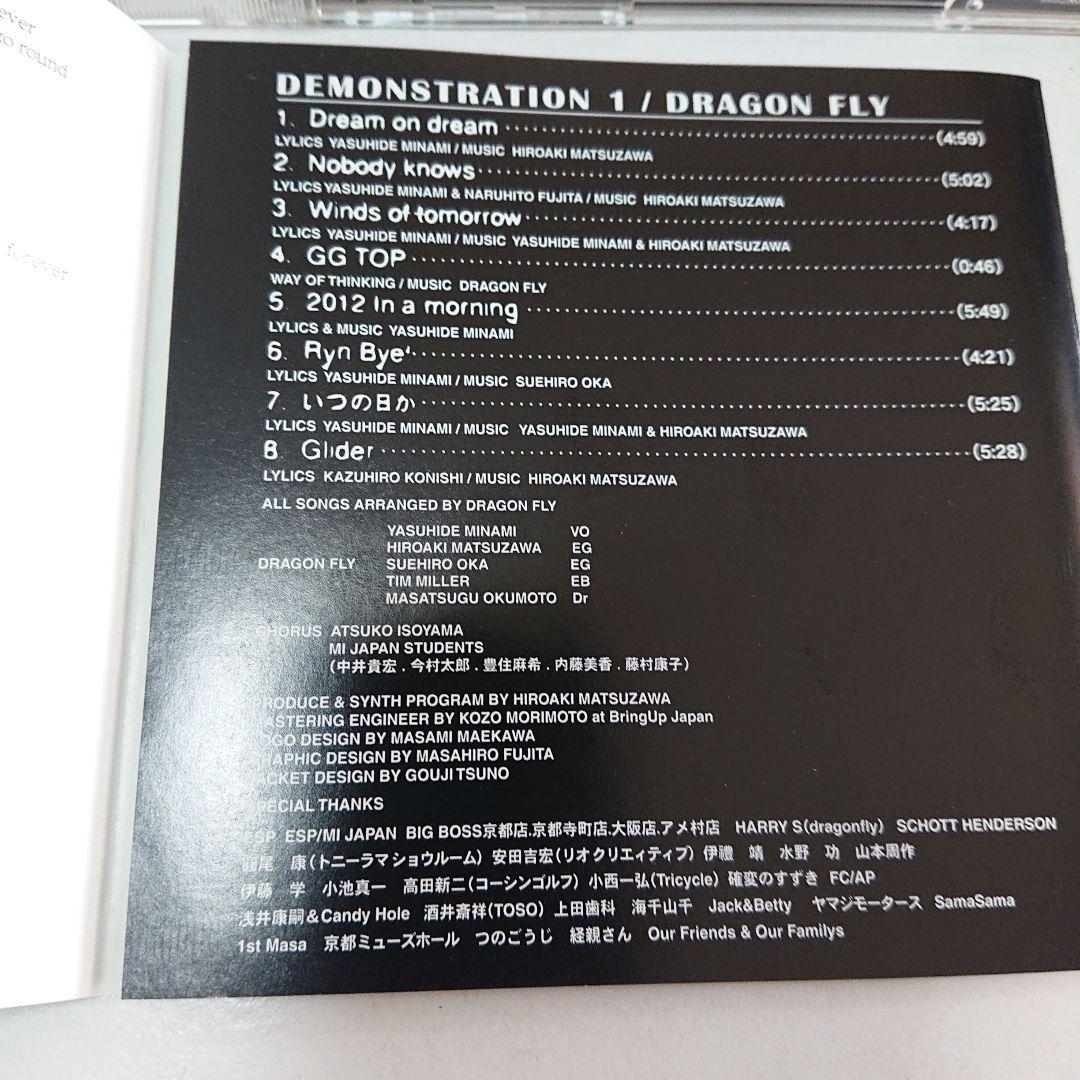 ever
go round
forever
DEMONSTRATION 1 / DRAGON FLY
1. Dream on dream (4:59)
LYLICS YASUHIDE MINAMI / MUSIC HIROAKI MATSUZAWA
2. Nobody knows (5:02)
LYLICS YASUHIDE MINAMI & NARUHITO FUJITA / MUSIC HIROAKI MATSUZAWA
3. Winds of tomorrow (4:17)
LYLICS YASUHIDE MINAMI / MUSIC YASUHIDE MINAMI & HIROAKI MATSUZAWA
4. GG TOP (0:46)
WAY OF THINKING / MUSIC DRAGON FLY
5. 2012 In a morning (5:49)
LYLICS & MUSIC YASUHIDE MINAMI
6. Ryn Bye' (4:21)
LYLICS YASUHIDE MINAMI / MUSIC SUEHIRO OKA
7. いつの日か (5:25)
LYLICS YASUHIDE MINAMI / MUSIC YASUHIDE MINAMI & HIROAKI MATSUZAWA
8. Glider (5:28)
LYLICS KAZUHIRO KONISHI / MUSIC HIROAKI MATSUZAWA
ALL SONGS ARRANGED BY DRAGON FLY
YASUHIDE MINAMI VO
HIROAKI MATSUZAWA EG
DRAGON FLY SUEHIRO OKA EG
TIM MILLER EB
MASATSUGU OKUMOTO Dr
CHORUS ATSUKO ISOYAMA
MI JAPAN STUDENTS
(中井貴宏 . 今村太郎 . 豊住麻希 . 内藤美香 . 藤村康子)
PRODUCE & SYNTH PROGRAM BY HIROAKI MATSUZAWA
MASTERING ENGINEER BY KOZO MORIMOTO at BringUp Japan
LOGO DESIGN BY MASAMI MAEKAWA
GRAPHIC DESIGN BY MASAHIRO FUJITA
JACKET DESIGN BY GOUJI TSUNO
SPECIAL THANKS
ESP ESP/MI JAPAN BIG BOSS京都店.京都寺町店.大阪店.アメ村店 HARRY S(dragonfly) SCHOTT HENDERSON
尾 康(トニーラマショウルーム) 安田吉宏(リオクリエィティブ) 伊禮 靖 水野 功 山本周作
伊藤 学 小池真一 高田新二(コーシンゴルフ) 小西一弘(Tricycle) 確変のすずき FC/AP
浅井康嗣&Candy Hole 酒井斎祥(TOSO) 上田歯科 海千山千 Jack&Betty ヤマジモータース SamaSama
1st Masa 京都ミューズホール つのごうじ 経親さん Our Friends & Our Familys